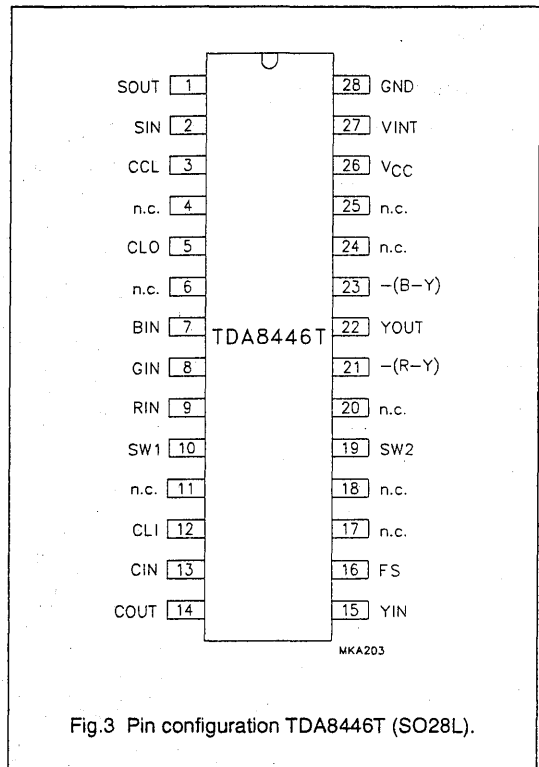 SOUT 1 28 GND
SIN 2 27 VINT
CCL 3 26 VCC
n.c. 4 25 n.c.
CLO 5 24 n.c.
n.c. 6 23 -(B-Y)
BIN 7 22 YOUT
TDA8446T
GIN 8 21 -(R-Y)
RIN 9 20 n.c.
SW1 10 19 SW2
n.c. 11 18 n.c.
CLI 12 17 n.c.
CIN 13 16 FS
COUT 14 15 YIN
MKA203
Fig.3 Pin configuration TDA8446T (SO28L).